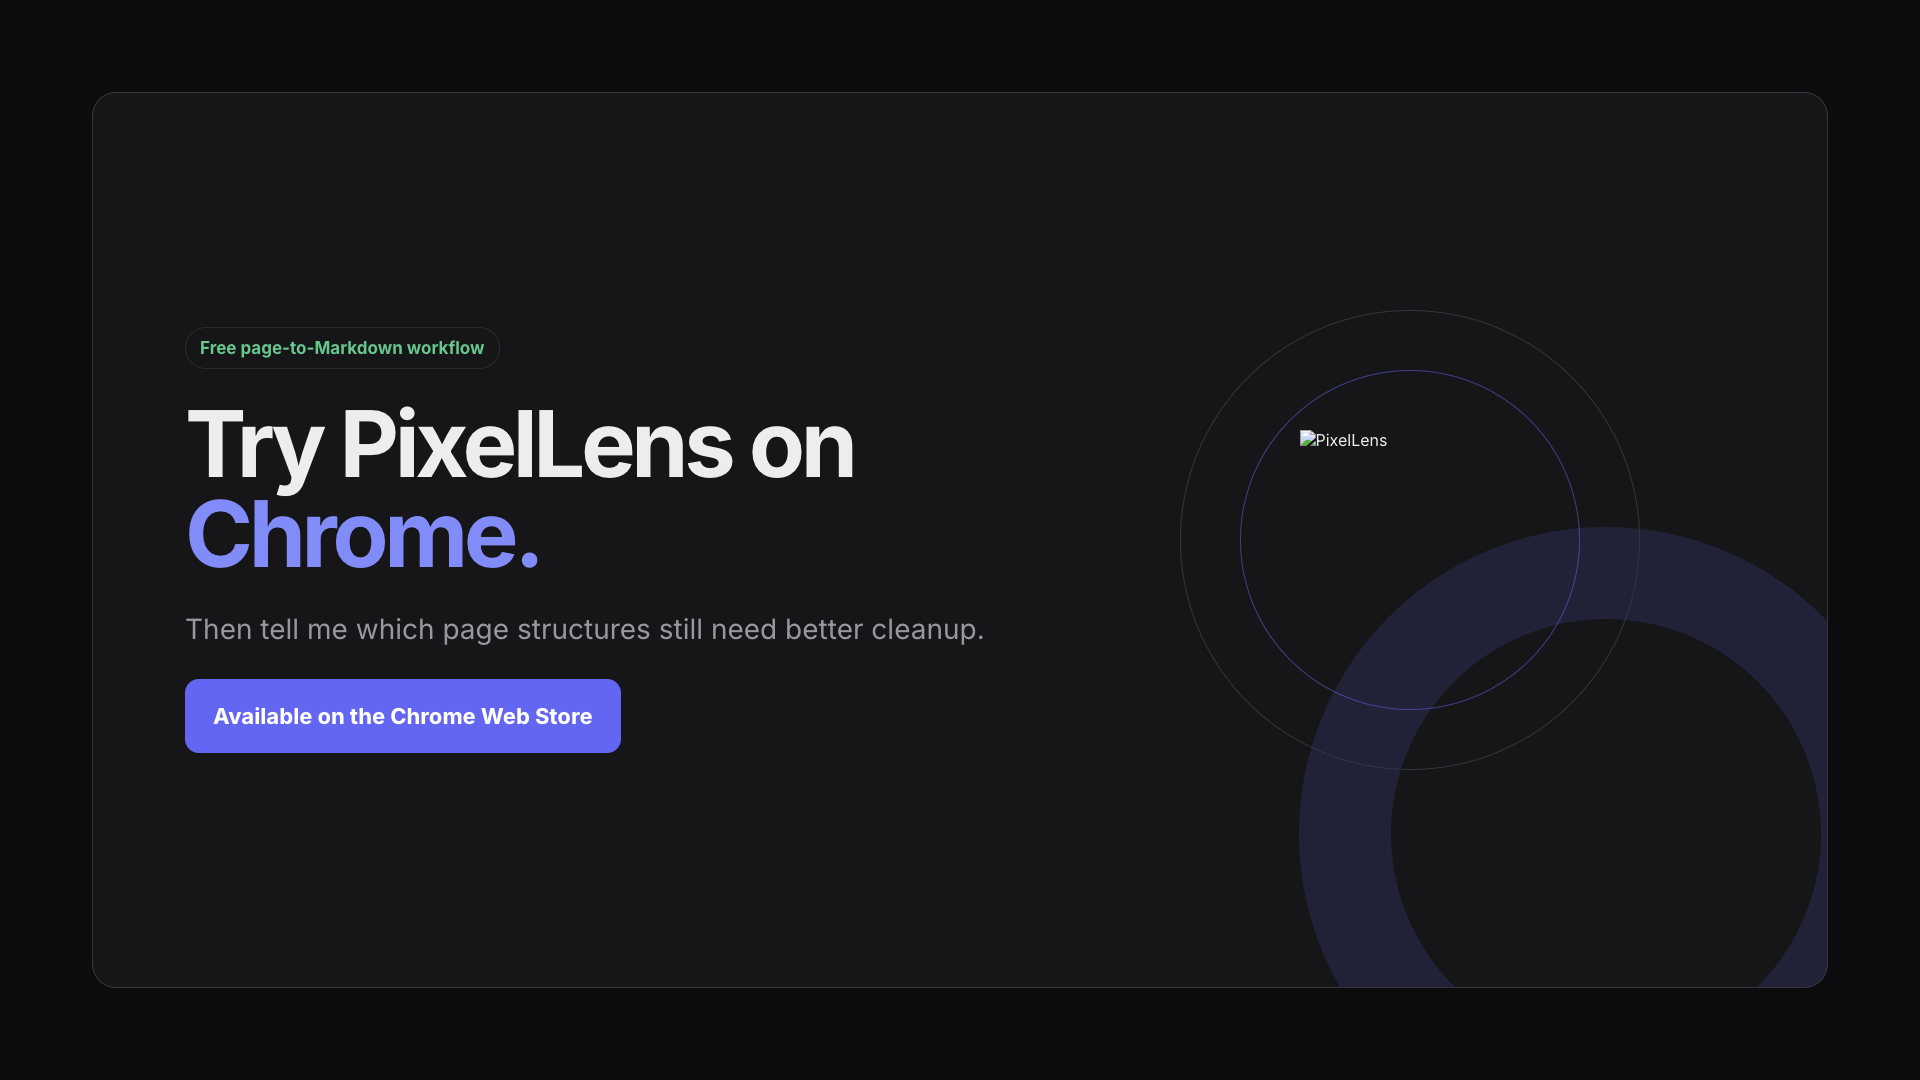 Free page-to-Markdown workflow
Try PixelLens on
Chrome.
Then tell me which page structures still need better cleanup.
Available on the Chrome Web Store
PixelLens